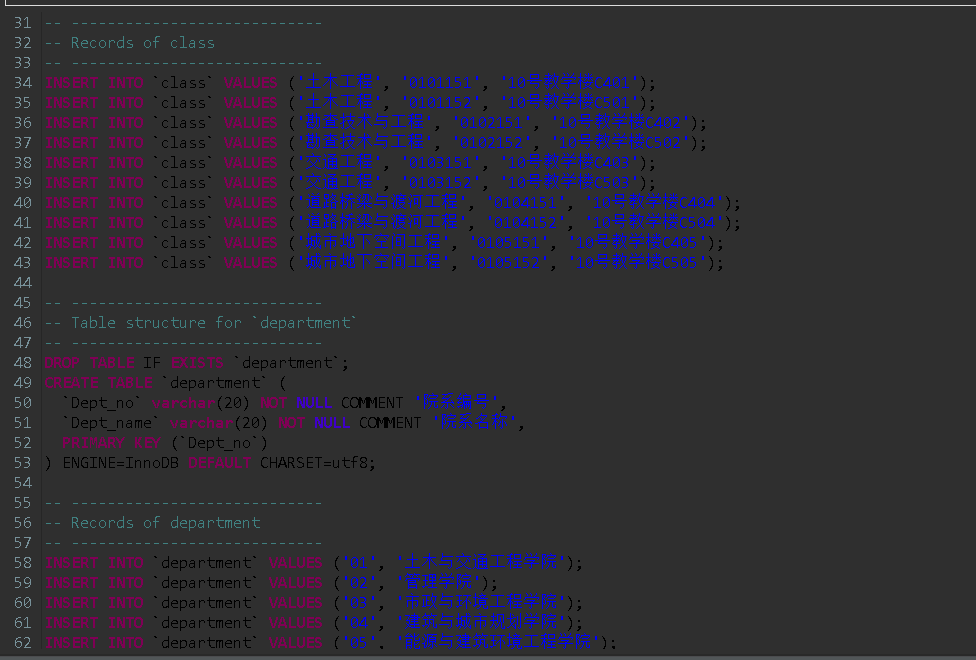 31 -- ----------------------------
32 -- Records of class
33 -- ----------------------------
34 INSERT INTO `class` VALUES ('土木工程', '0101151', '10号教学楼C401');
35 INSERT INTO `class` VALUES ('土木工程', '0101152', '10号教学楼C501');
36 INSERT INTO `class` VALUES ('勘查技术与工程', '0102151', '10号教学楼C402');
37 INSERT INTO `class` VALUES ('勘查技术与工程', '0102152', '10号教学楼C502');
38 INSERT INTO `class` VALUES ('交通工程', '0103151', '10号教学楼C403');
39 INSERT INTO `class` VALUES ('交通工程', '0103152', '10号教学楼C503');
40 INSERT INTO `class` VALUES ('道路桥梁与渡河工程', '0104151', '10号教学楼C404');
41 INSERT INTO `class` VALUES ('道路桥梁与渡河工程', '0104152', '10号教学楼C504');
42 INSERT INTO `class` VALUES ('城市地下空间工程', '0105151', '10号教学楼C405');
43 INSERT INTO `class` VALUES ('城市地下空间工程', '0105152', '10号教学楼C505');
44
45 -- ----------------------------
46 -- Table structure for `department`
47 -- ----------------------------
48 DROP TABLE IF EXISTS `department`;
49 CREATE TABLE `department` (
50 `Dept_no` varchar(20) NOT NULL COMMENT '院系编号',
51 `Dept_name` varchar(20) NOT NULL COMMENT '院系名称',
52 PRIMARY KEY (`Dept_no`)
53 ) ENGINE=InnoDB DEFAULT CHARSET=utf8;
54
55 -- ----------------------------
56 -- Records of department
57 -- ----------------------------
58 INSERT INTO `department` VALUES ('01', '土木与交通工程学院');
59 INSERT INTO `department` VALUES ('02', '管理学院');
60 INSERT INTO `department` VALUES ('03', '市政与环境工程学院');
61 INSERT INTO `department` VALUES ('04', '建筑与城市规划学院');
62 INSERT INTO `department` VALUES ('05', '能源与建筑环境工程学院');